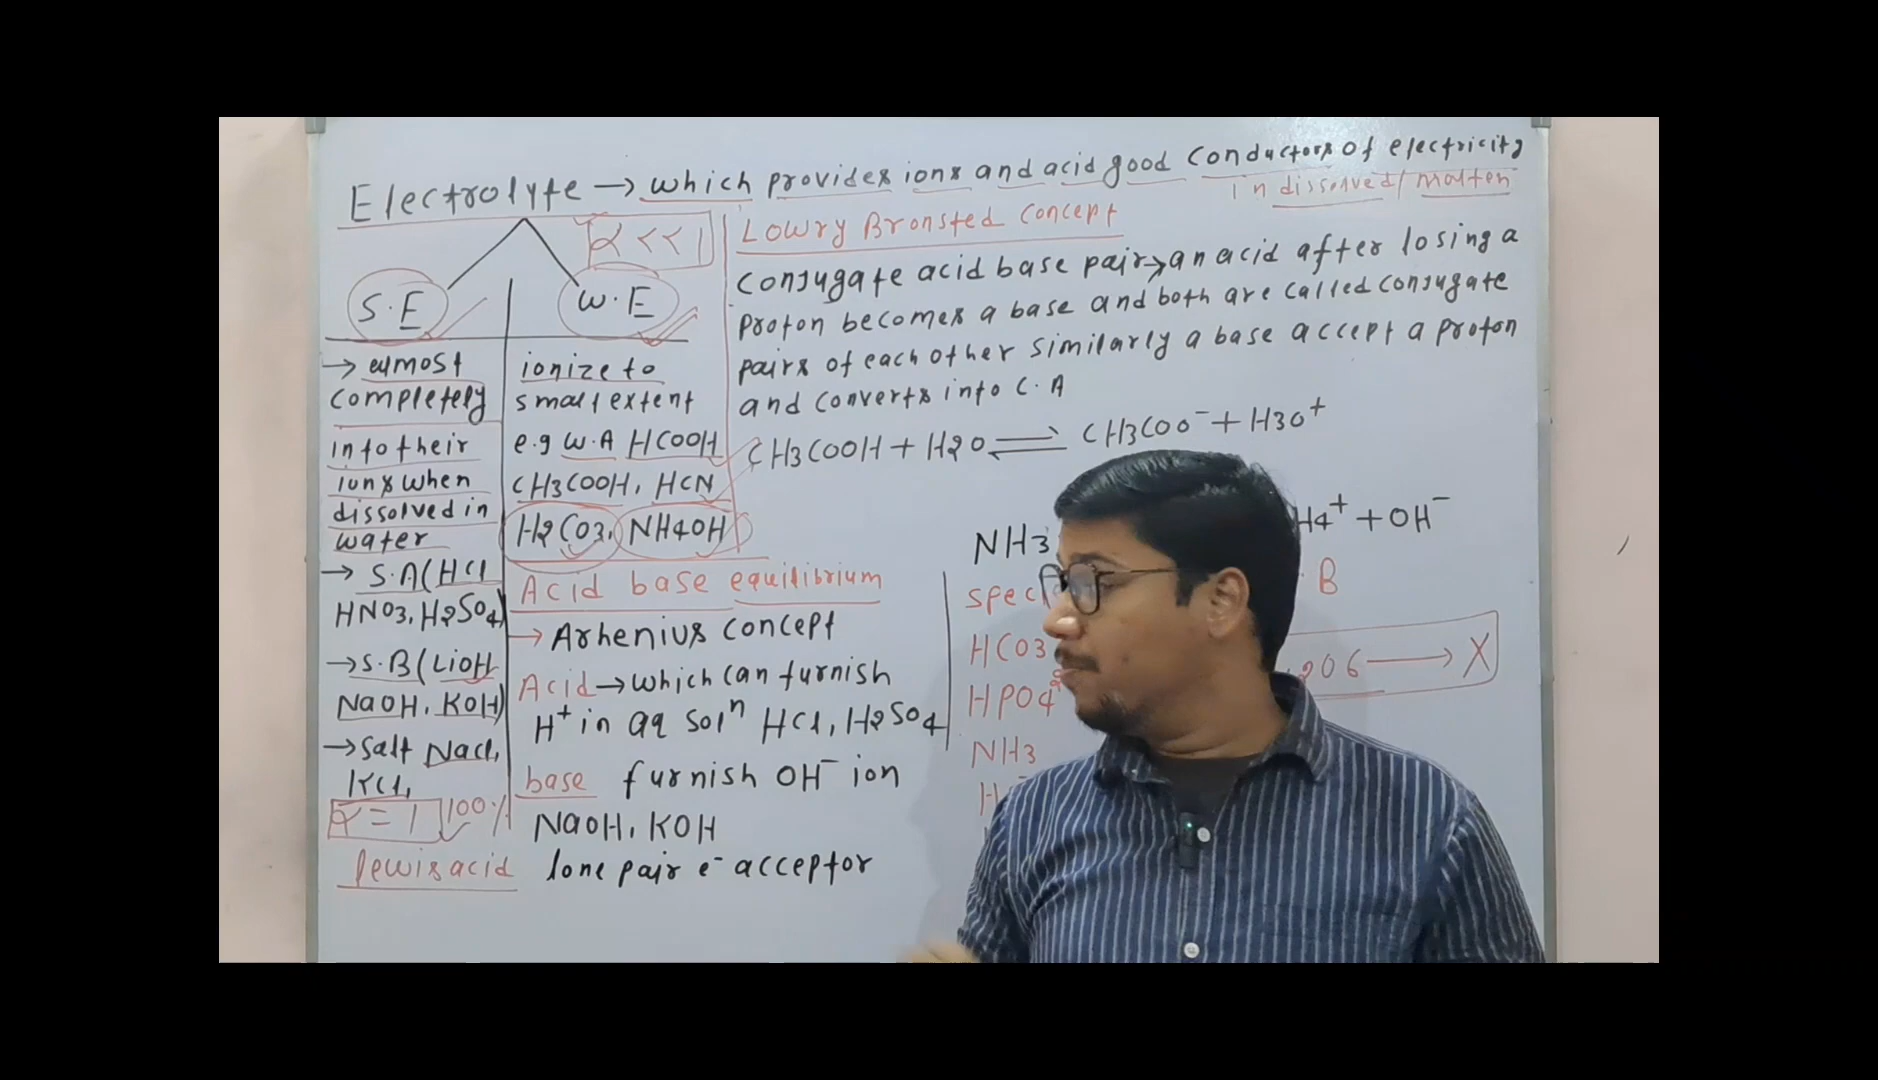 Electrolyte → which provides ions and acid good conductors of electricity
in dissolved/molten
α << 1
S.E
W.E
→ almost
completely
into their
ions when
dissolved in
water
→ S.A (HCl
HNO3, H2SO4)
→ S.B (LiOH
NaOH, KOH)
→ Salt NaCl,
KCl,
α = 1 100%
ionize to
small extent
e.g W.A HCOOH
CH3COOH, HCN
H2CO3, NH4OH
Lowry Bronsted Concept
Conjugate acid base pair → an acid after losing a
proton becomes a base and both are called conjugate
pairs of each other similarly a base accept a proton
and converts into C.A
CH3COOH + H2O ⇌ CH3COO⁻ + H3O⁺
NH3
H4⁺ + OH⁻
Acid base equilibrium
→ Arhenius concept
Acid → which can furnish
H⁺ in aq solⁿ HCl, H2SO4
base furnish OH⁻ ion
NaOH, KOH
lewis acid lone pair e⁻ acceptor
B
HCO3
HPO4
NH3
206 → X